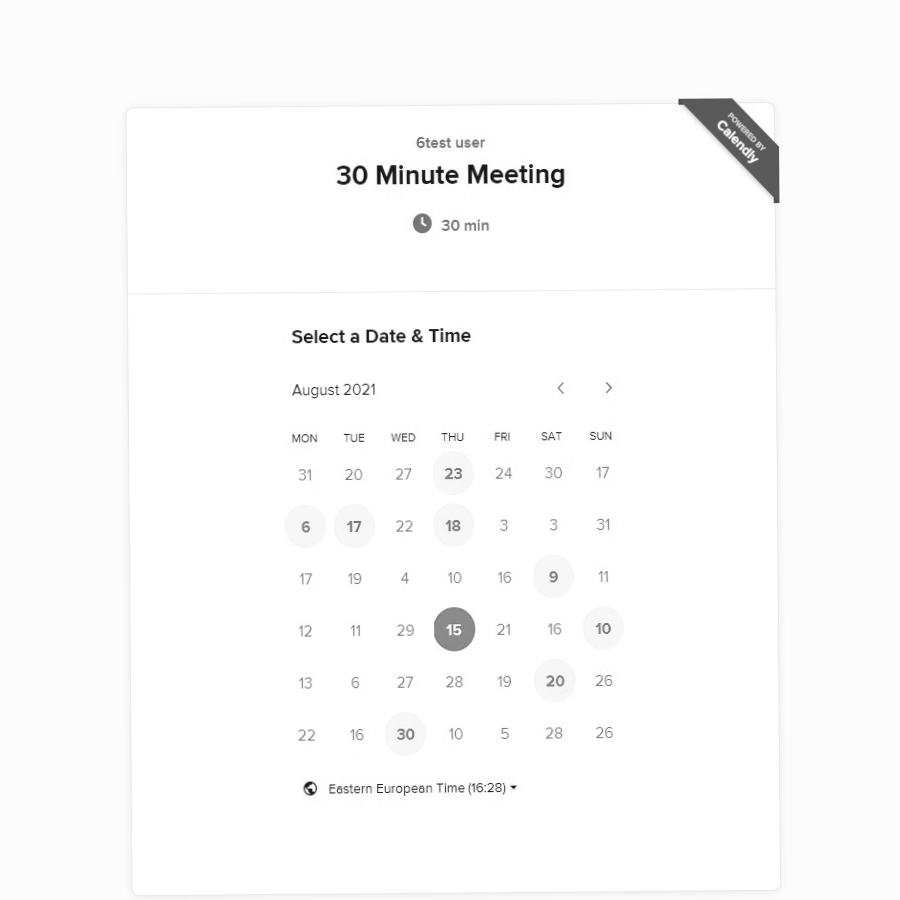 POWERED BY
Calendly
6test user
30 Minute Meeting
30 min
Select a Date & Time
August 2021
MON TUE WED THU FRI SAT SUN
31 20 27 23 24 30 17
6 17 22 18 3 3 31
17 19 4 10 16 9 11
12 11 29 15 21 16 10
13 6 27 28 19 20 26
22 16 30 10 5 28 26
Eastern European Time (16:28)